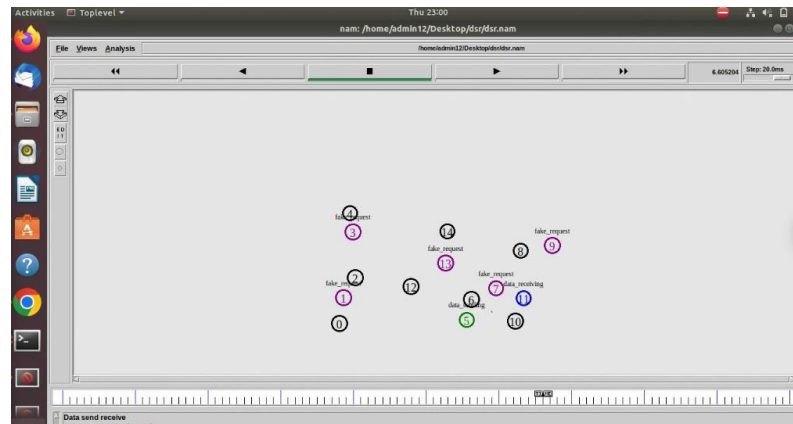 Activities Toplevel Thu 23:00
nam: /home/admin12/Desktop/dsr/dsr.nam
File Views Analysis /home/admin12/Desktop/dsr/dsr.nam
6.605204 Step: 20.0ms
E D
I T
4
fake_request
3
14
fake_request
9
fake_request
8
13
fake_request
2
7
fake_request
12
data_receiving
1
6
11
data_
5
10
0
Data send receive